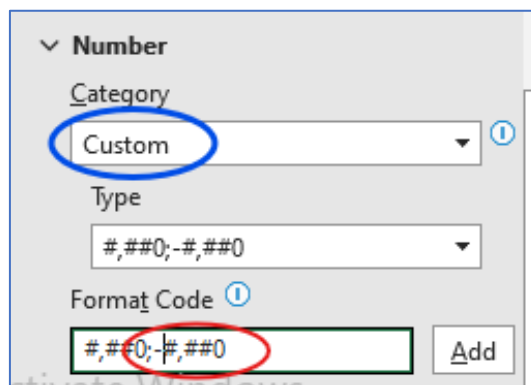 Number
Category
Custom
Type
#,##0;-#,##0
Format Code
#,##0;-#,##0
Add